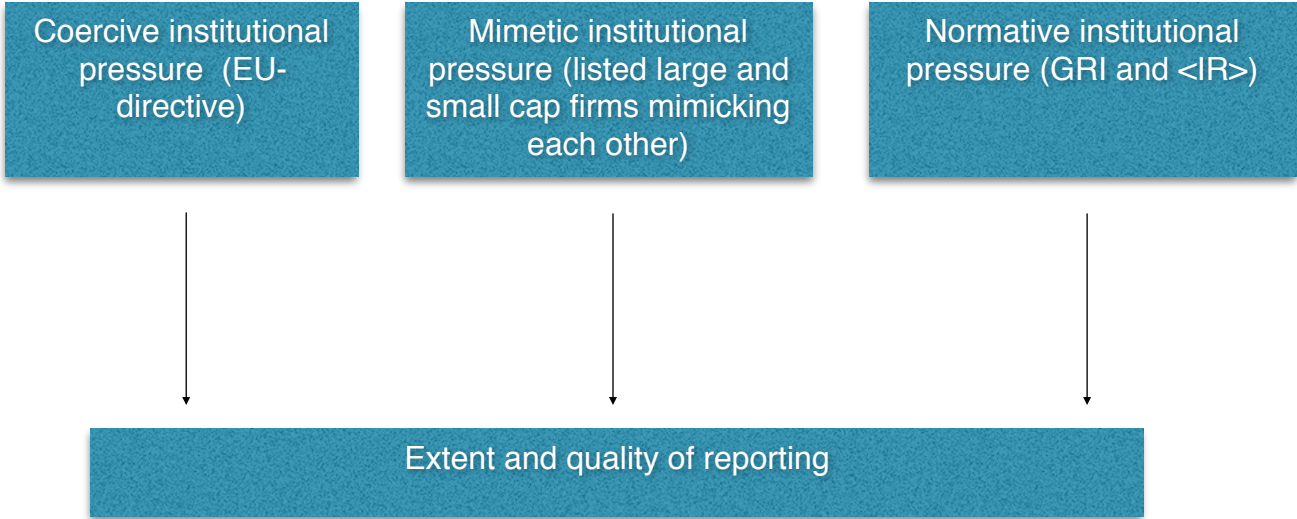 Coercive institutional
pressure (EU-
directive)
Mimetic institutional
pressure (listed large and
small cap firms mimicking
each other)
Normative institutional
pressure (GRI and <IR>)
Extent and quality of reporting